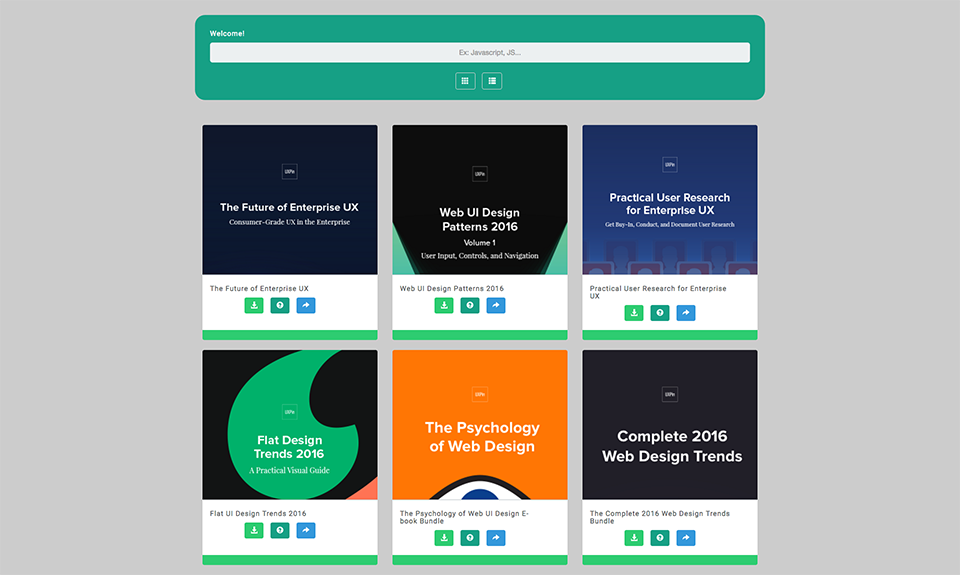 Welcome!
Ex: Javascript, JS...
UXPin
The Future of Enterprise UX
Consumer-Grade UX in the Enterprise
The Future of Enterprise UX
UXPin
Web UI Design
Patterns 2016
Volume 1
User Input, Controls, and Navigation
Web UI Design Patterns 2016
UXPin
Practical User Research
for Enterprise UX
Get Buy-In, Conduct, and Document User Research
Practical User Research for Enterprise
UX
UXPin
Flat Design
Trends 2016
A Practical Visual Guide
Flat UI Design Trends 2016
UXPin
The Psychology
of Web Design
The Psychology of Web UI Design E-
book Bundle
UXPin
Complete 2016
Web Design Trends
The Complete 2016 Web Design Trends
Bundle